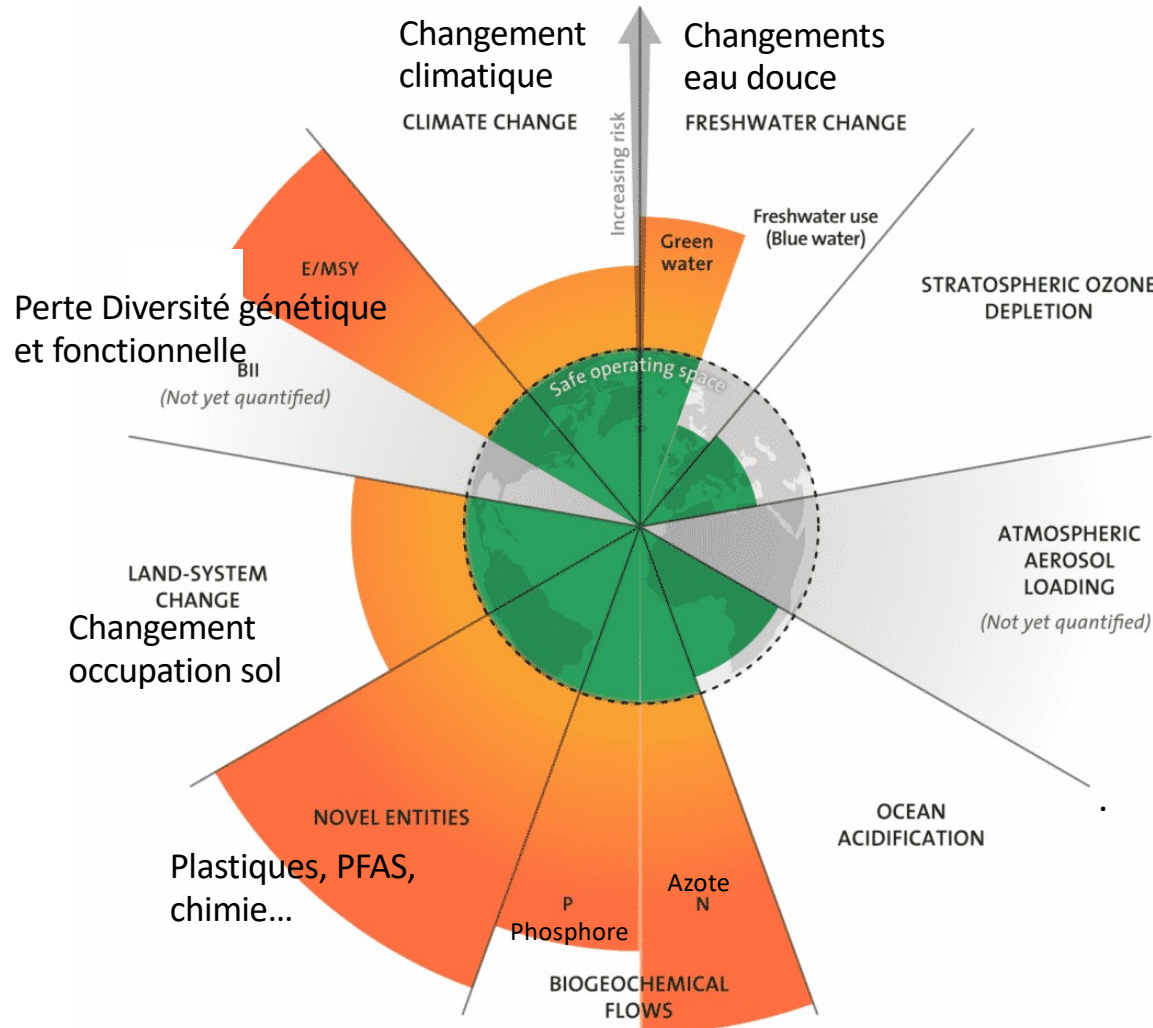 Changement
climatique
CLIMATE CHANGE
Increasing risk
Changements
eau douce
FRESHWATER CHANGE
Freshwater use
(Blue water)
Green
water
STRATOSPHERIC OZONE
DEPLETION
E/MSY
Perte Diversité génétique
et fonctionnelle
BII
(Not yet quantified)
Safe operating space
ATMOSPHERIC
AEROSOL
LOADING
(Not yet quantified)
LAND-SYSTEM
CHANGE
Changement
occupation sol
NOVEL ENTITIES
Plastiques, PFAS,
chimie...
P
Phosphore
Azote
N
BIOGEOCHEMICAL
FLOWS
OCEAN
ACIDIFICATION
.